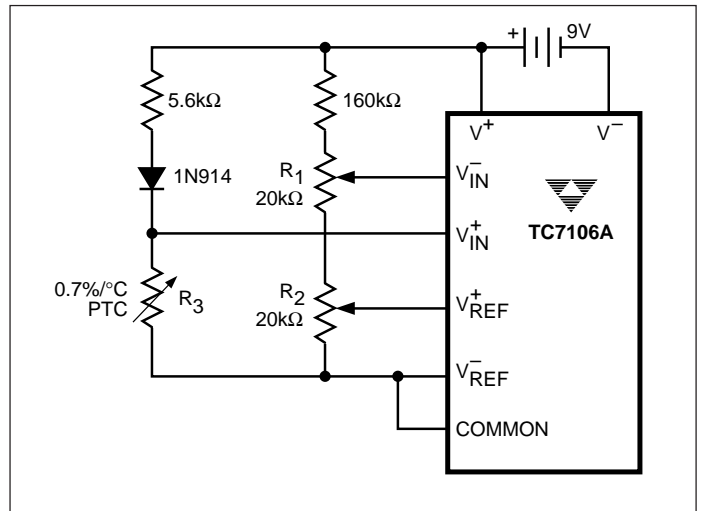 + 9V
5.6kΩ
160kΩ
V+ V–
1N914
R1
20kΩ
V–IN
V+IN
TC7106A
0.7%/°C
PTC
R3
R2
20kΩ
V+REF
V–REF
COMMON